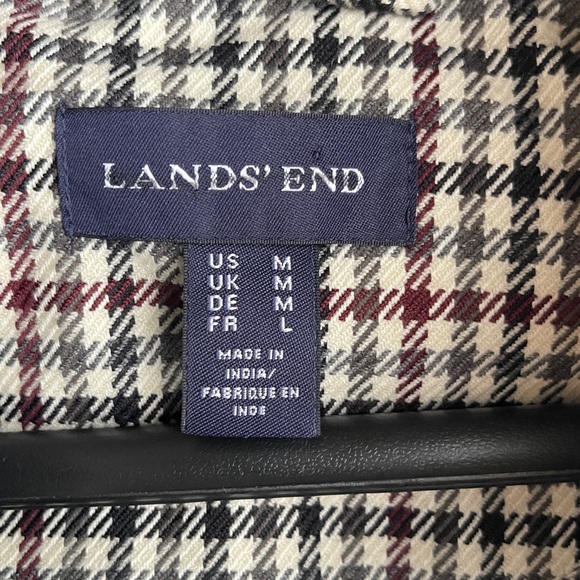 LANDS' END
US M
UK M
DE M
FR L
MADE IN
INDIA/
FABRIQUE EN
INDE